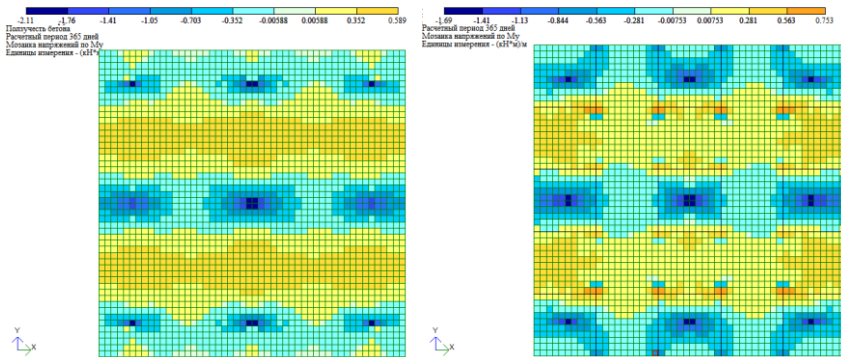 -2.11 -1.76 -1.41 -1.05 -0.703 -0.352 -0.00588 0.00588 0.352 0.589
Ползучесть бетона
Расчетный период 365 дней
Мозаика напряжений по My
Единицы измерения - (кН*м
Y
X
-1.69 -1.41 -1.13 -0.844 -0.563 -0.281 -0.00753 0.00753 0.281 0.563 0.753
Расчетный период 365 дней
Мозаика напряжений по My
Единицы измерения - (кН*м)/м
Y
X